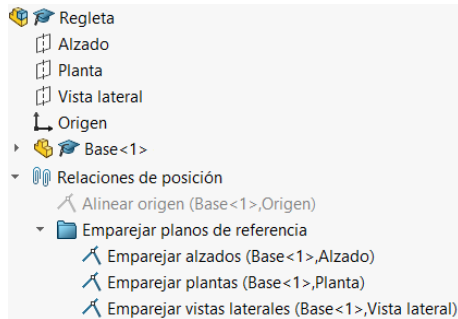 Regleta
Alzado
Planta
Vista lateral
Origen
Base<1>
Relaciones de posición
Alinear origen (Base<1>,Origen)
Emparejar planos de referencia
Emparejar alzados (Base<1>,Alzado)
Emparejar plantas (Base<1>,Planta)
Emparejar vistas laterales (Base<1>,Vista lateral)